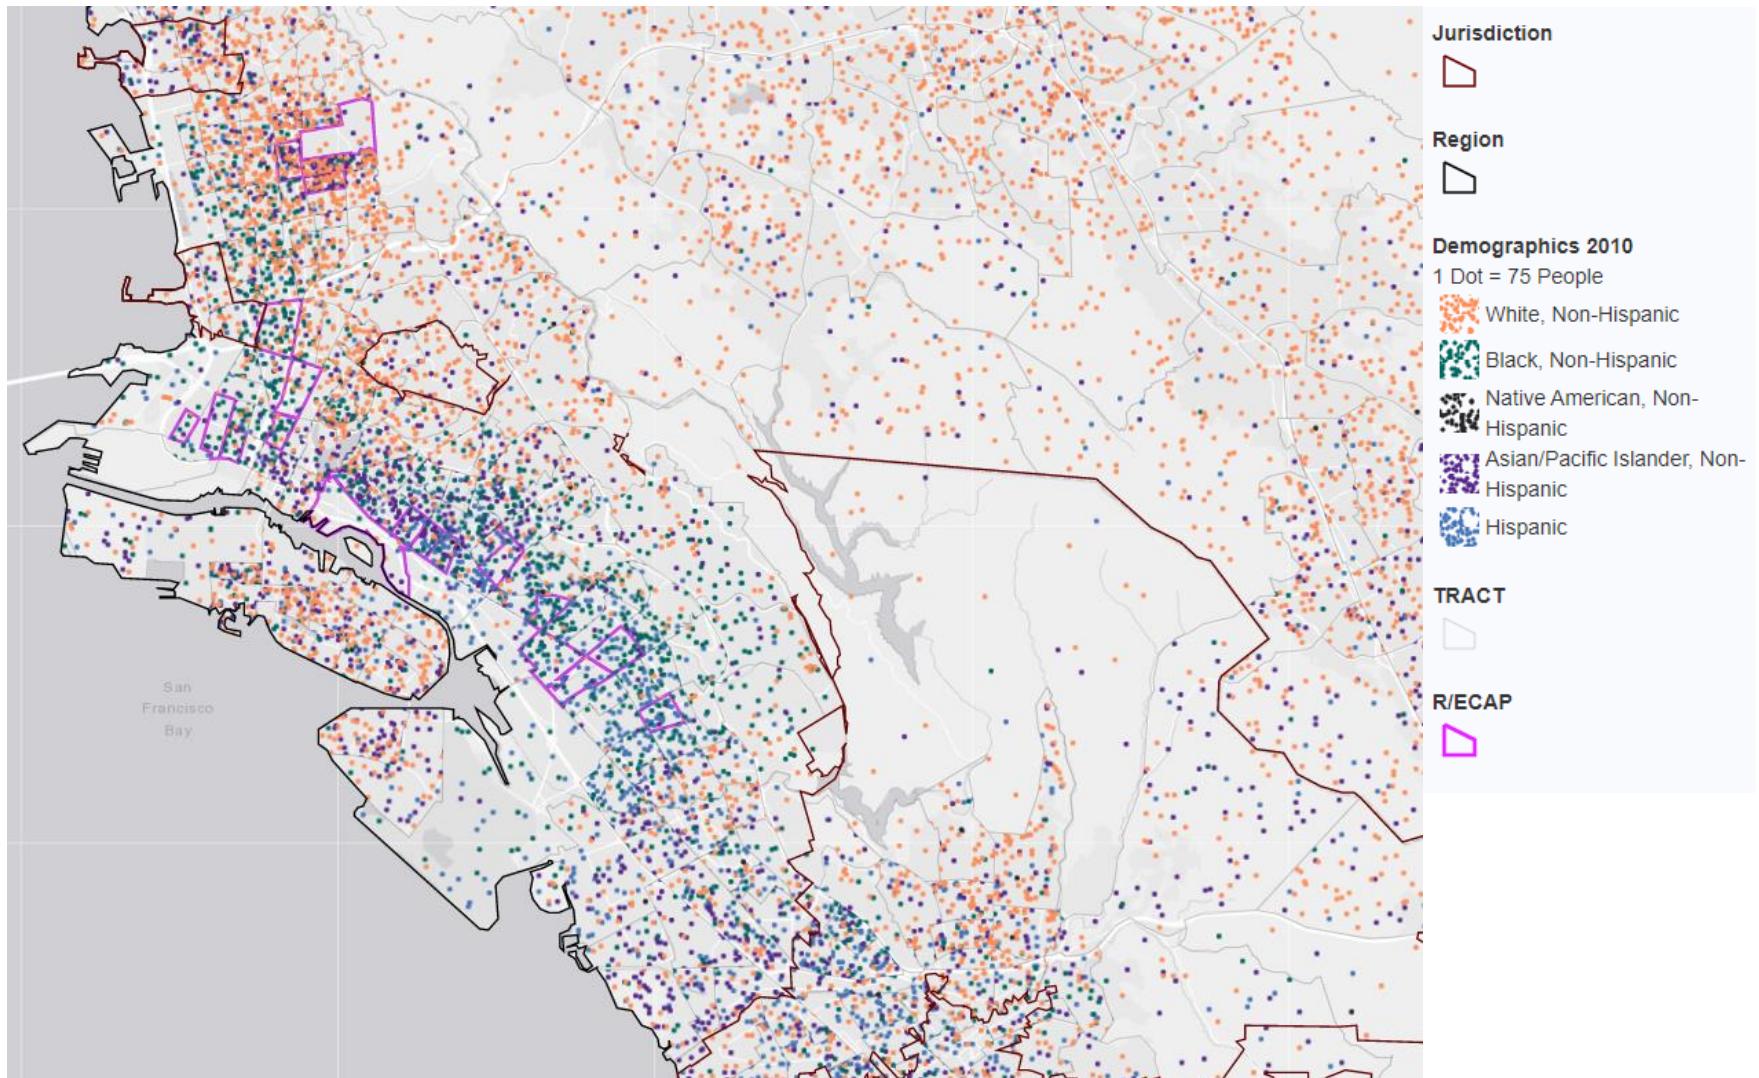 Jurisdiction
Region
Demographics 2010
1 Dot = 75 People
White, Non-Hispanic
Black, Non-Hispanic
Native American, Non-
Hispanic
Asian/Pacific Islander, Non-
Hispanic
Hispanic
TRACT
R/ECAP
San
Francisco
Bay